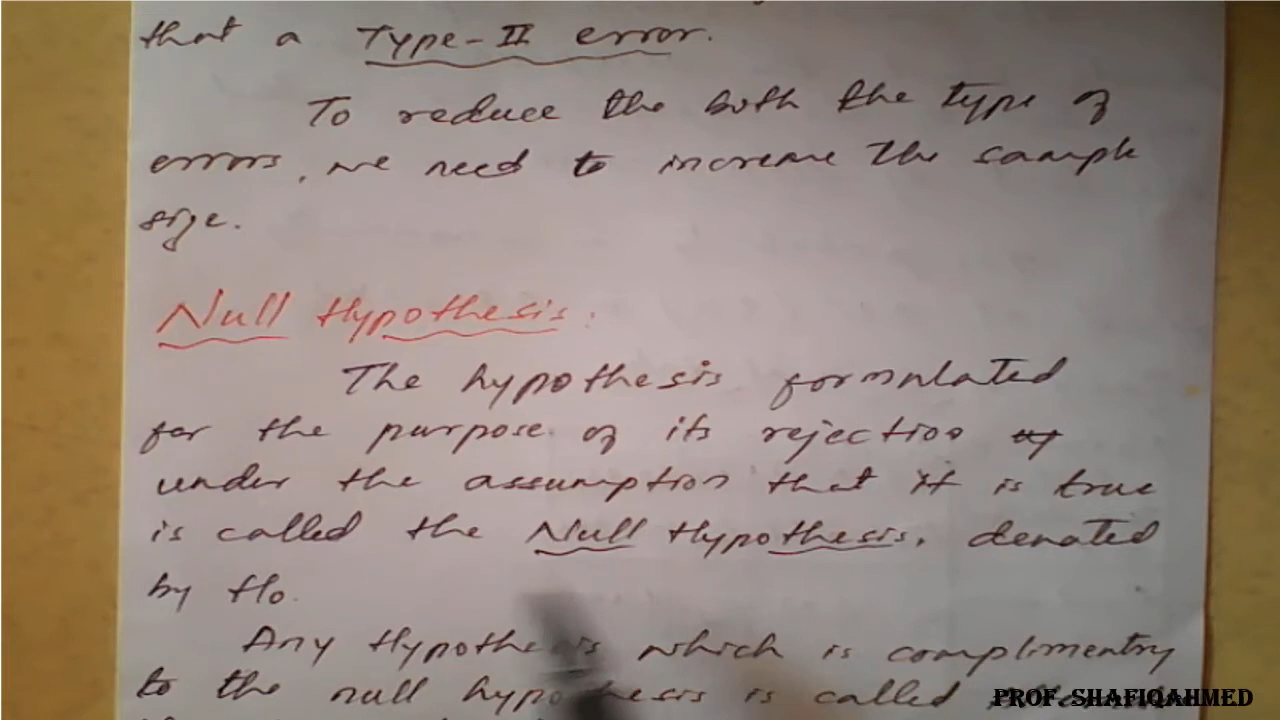 that a Type-II error.
To reduce the both the type of
errors, we need to increase the sample
size.
Null Hypothesis:
The hypothesis formulated
for the purpose of its rejection
under the assumption that it is true
is called the Null Hypothesis. denoted
by Ho.
Any Hypothesis which is complimentry
to the null hypothesis is called
PROF. SHAFIQAHMED